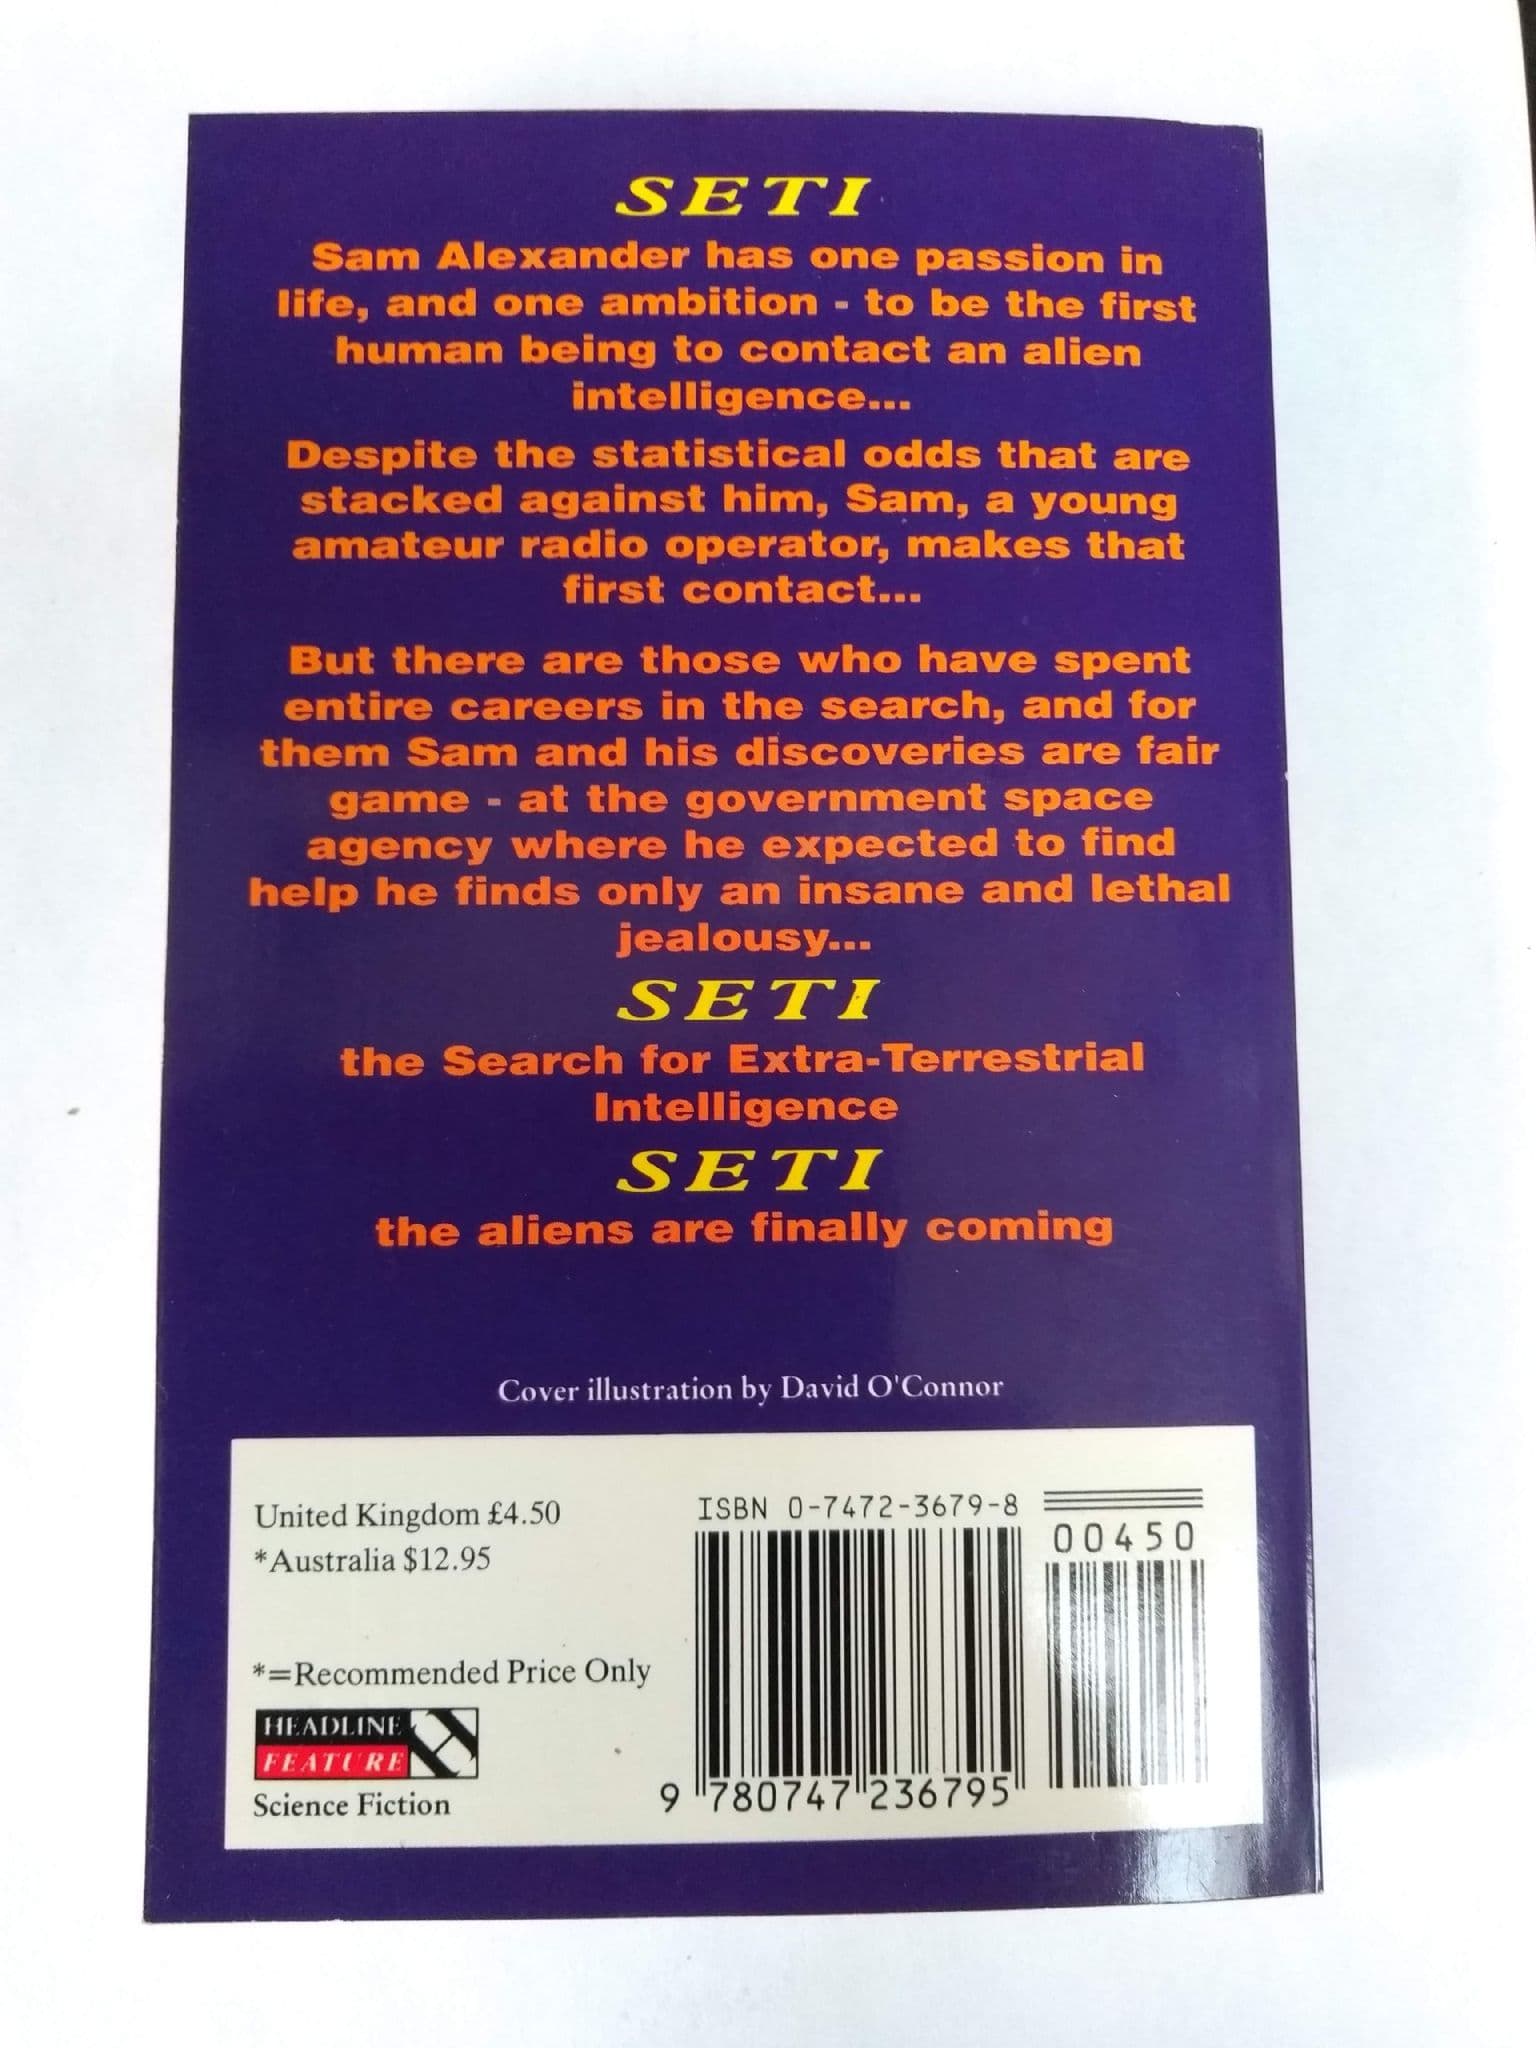 SETI
Sam Alexander has one passion in
life, and one ambition - to be the first
human being to contact an alien
intelligence...
Despite the statistical odds that are
stacked against him, Sam, a young
amateur radio operator, makes that
first contact...
But there are those who have spent
entire careers in the search, and for
them Sam and his discoveries are fair
game - at the government space
agency where he expected to find
help he finds only an insane and lethal
jealousy...
SETI
the Search for Extra-Terrestrial
Intelligence
SETI
the aliens are finally coming
Cover illustration by David O'Connor
United Kingdom £4.50
*Australia $12.95
*=Recommended Price Only
HEADLINE
FEATURE
Science Fiction
ISBN 0-7472-3679-8
00450
9 780747 236795